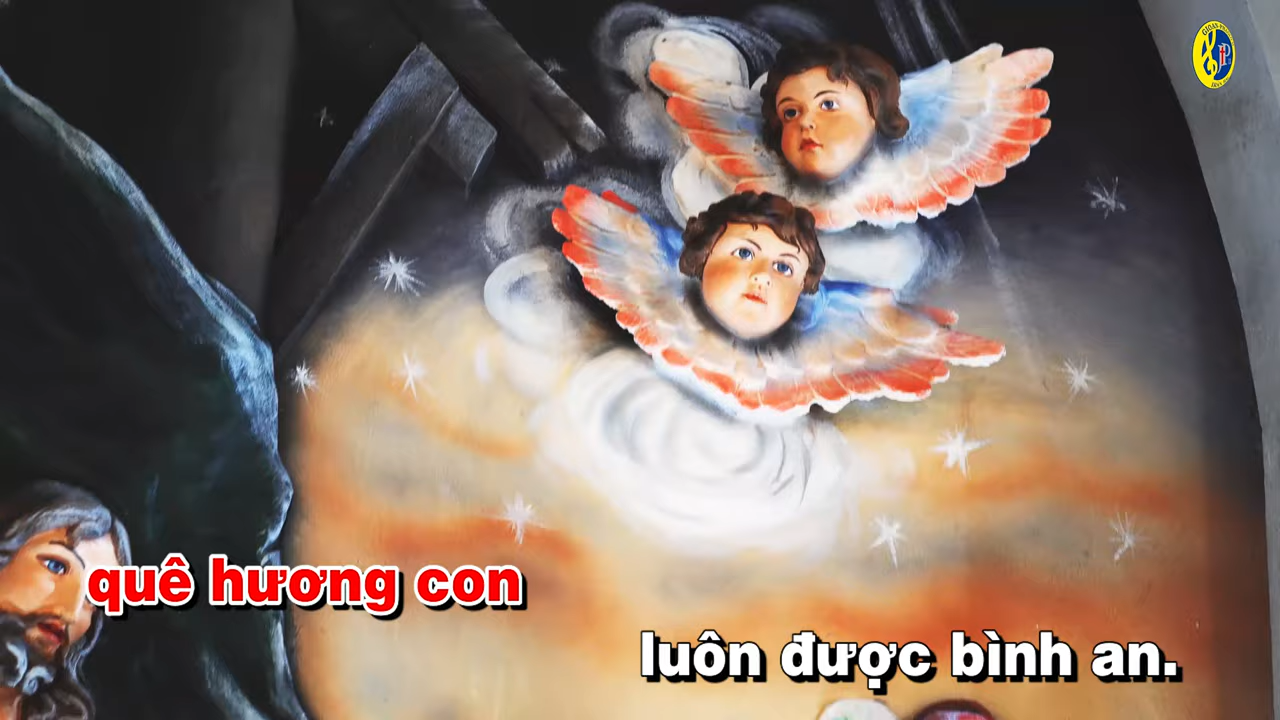 quê hương con
luôn được bình an.